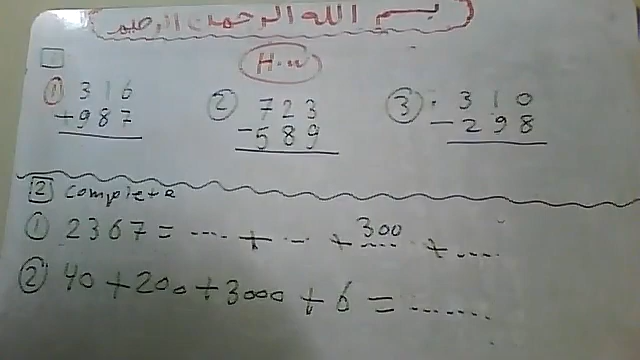 بسم الله الرحمن الرحيم
H.w
① 316 + 987
② 723 - 589
③ 310 - 298
2 complete
① 2367 = .... + ... + 300 + ....
② 40 + 200 + 3000 + 6 = .......